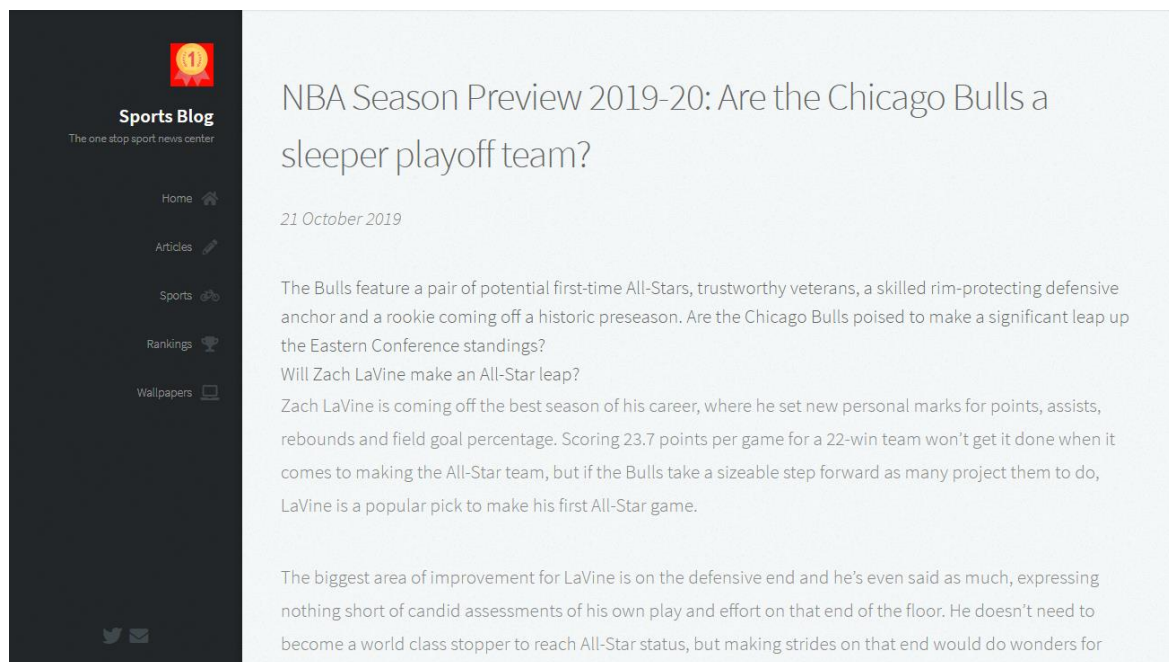 1
Sports Blog
The one stop sport news center
Home
Articles
Sports
Rankings
Wallpapers
NBA Season Preview 2019-20: Are the Chicago Bulls a
sleeper playoff team?
21 October 2019
The Bulls feature a pair of potential first-time All-Stars, trustworthy veterans, a skilled rim-protecting defensive
anchor and a rookie coming off a historic preseason. Are the Chicago Bulls poised to make a significant leap up
the Eastern Conference standings?
Will Zach LaVine make an All-Star leap?
Zach LaVine is coming off the best season of his career, where he set new personal marks for points, assists,
rebounds and field goal percentage. Scoring 23.7 points per game for a 22-win team won't get it done when it
comes to making the All-Star team, but if the Bulls take a sizeable step forward as many project them to do,
LaVine is a popular pick to make his first All-Star game.
The biggest area of improvement for LaVine is on the defensive end and he's even said as much, expressing
nothing short of candid assessments of his own play and effort on that end of the floor. He doesn't need to
become a world class stopper to reach All-Star status, but making strides on that end would do wonders for